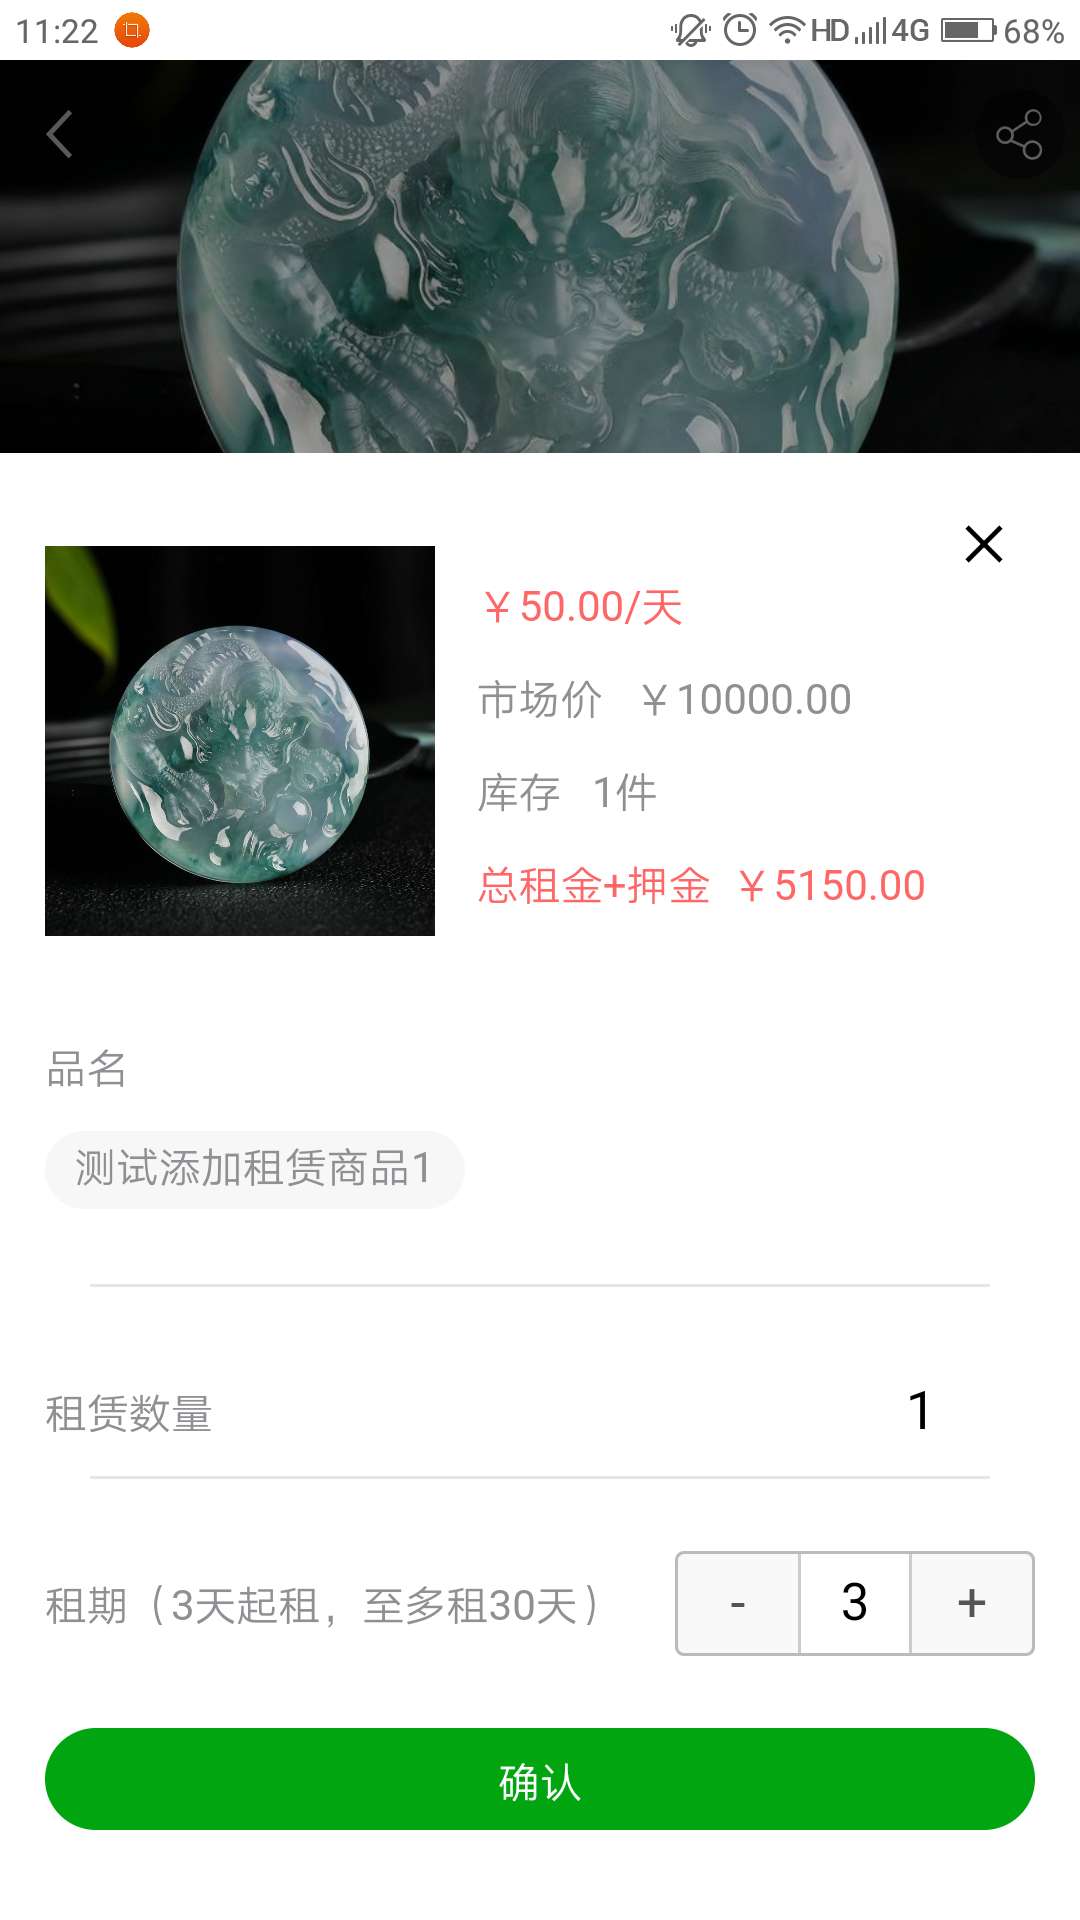 11:22 HD 4G 68%
￥50.00/天
市场价 ￥10000.00
库存 1件
总租金+押金 ￥5150.00
品名
测试添加租赁商品1
租赁数量 1
租期（3天起租，至多租30天） - 3 +
确认